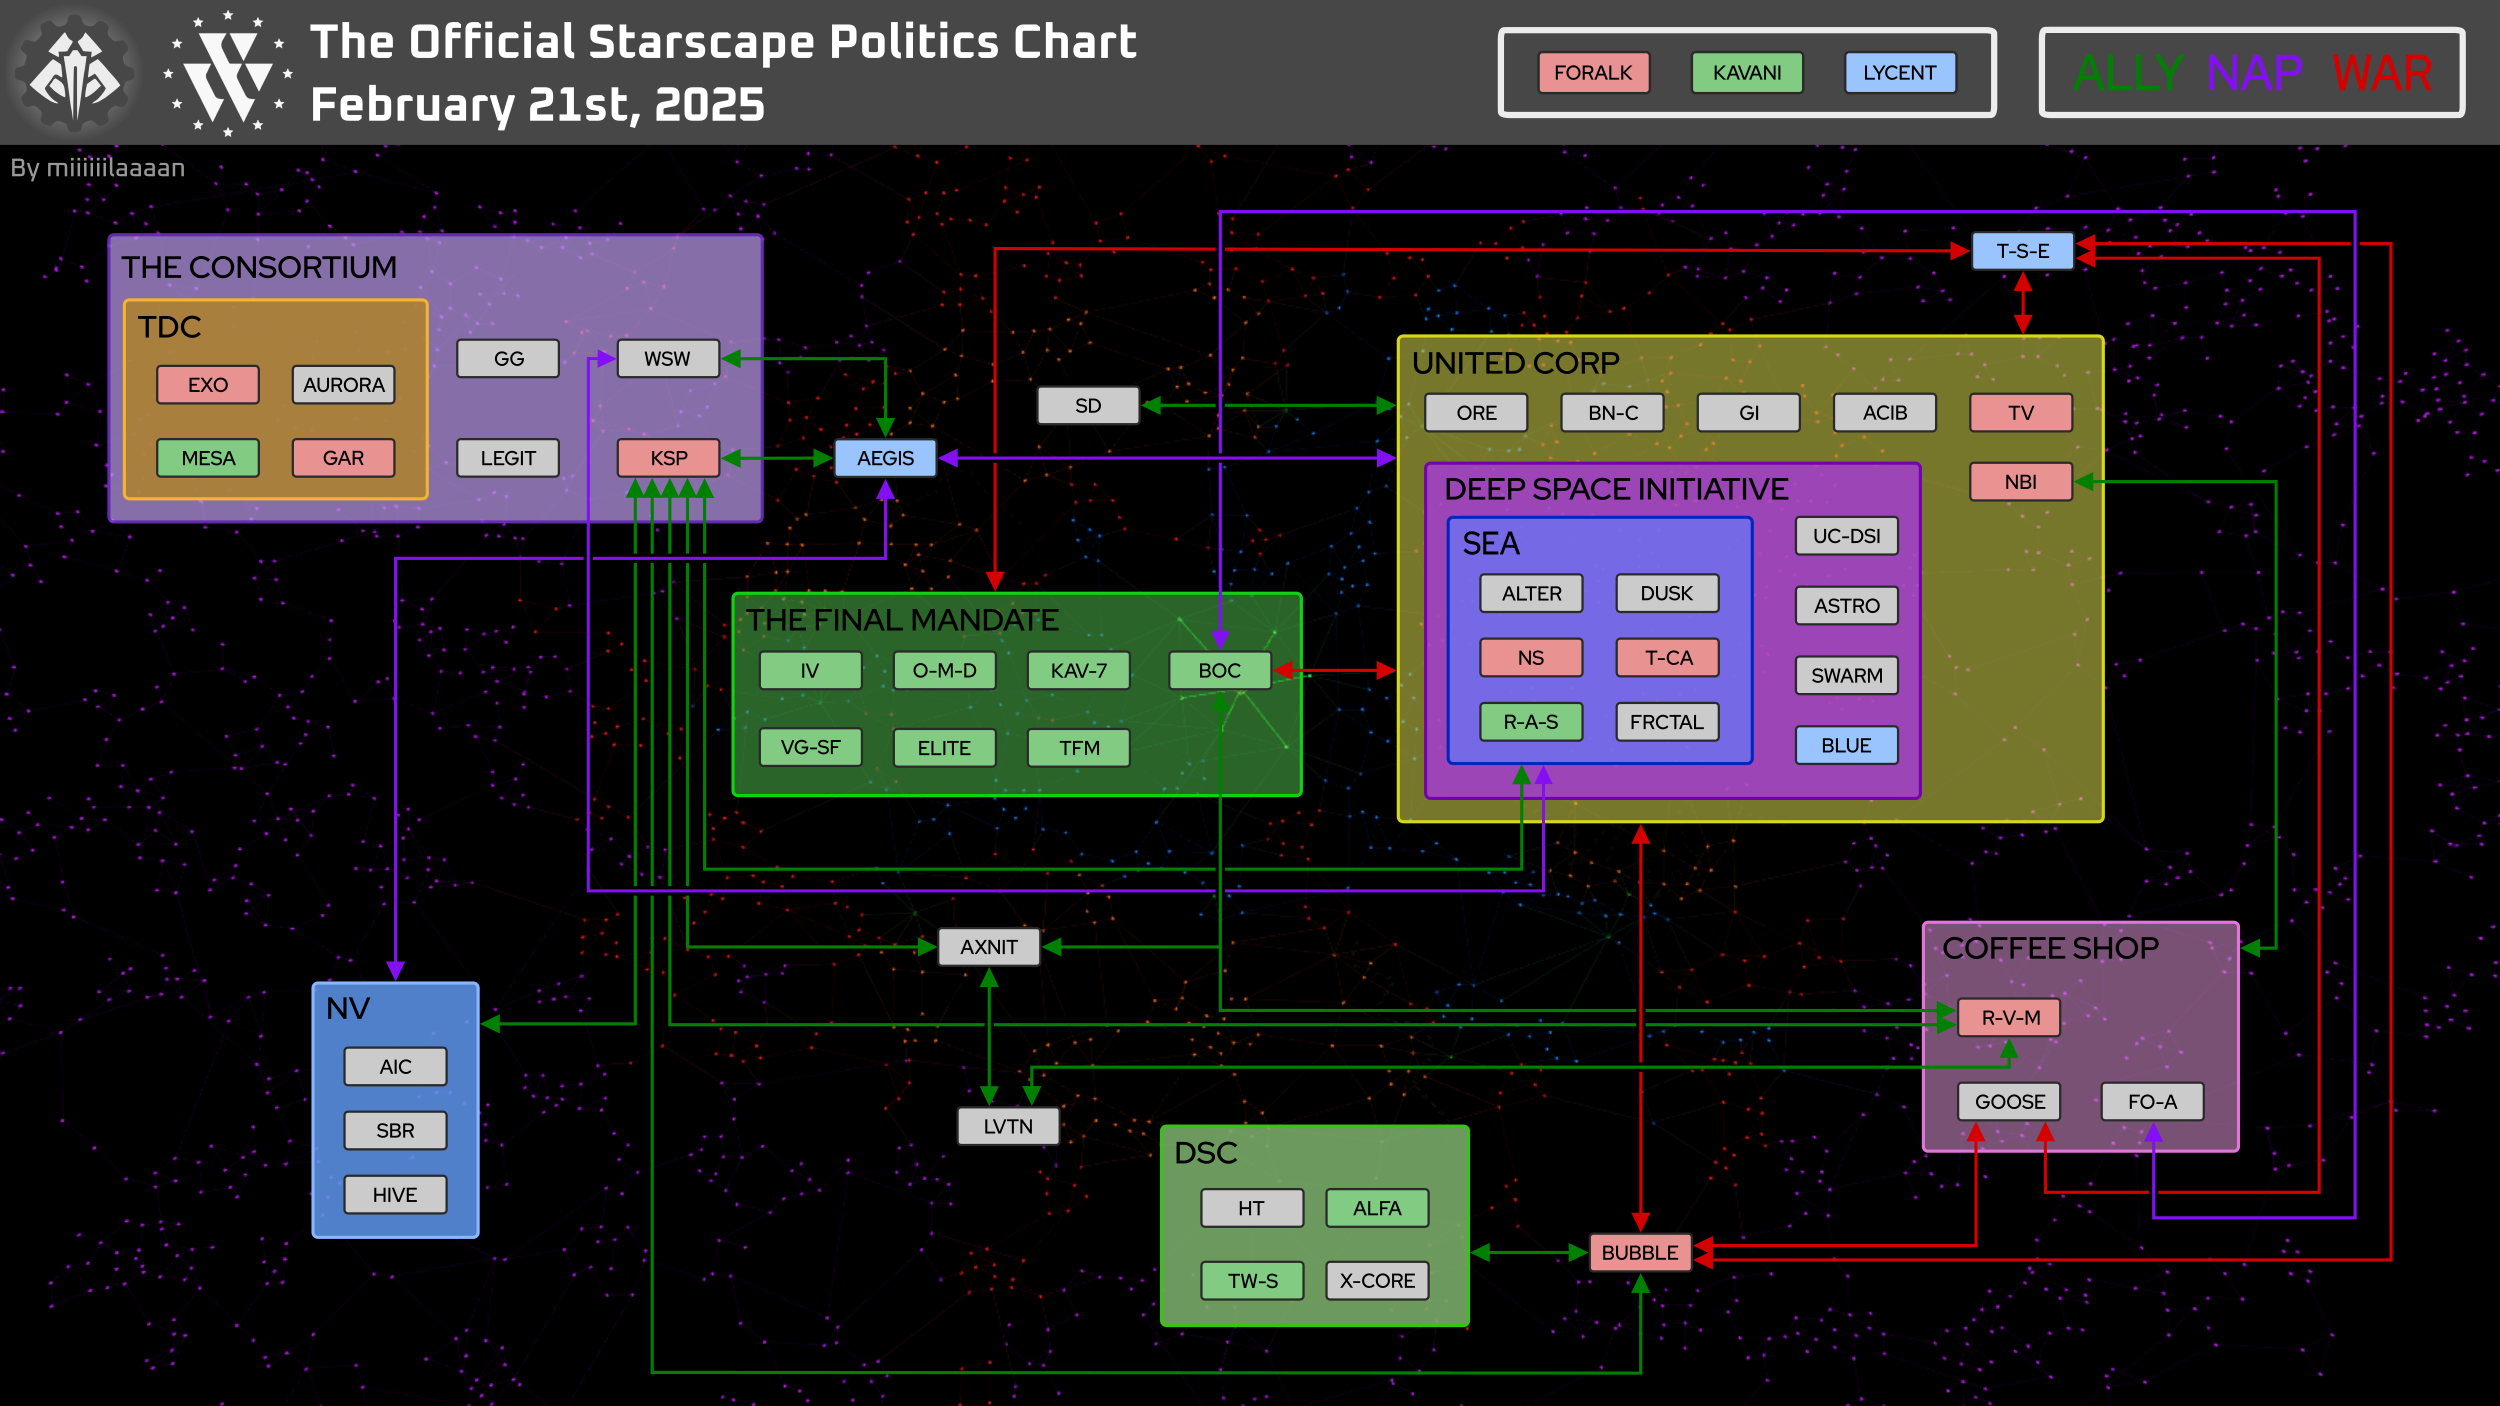 The Official Starscape Politics Chart
February 21st, 2025
FORALK KAVANI LYCENT
ALLY NAP WAR
By miiiiiilaaaan
THE CONSORTIUM
TDC
EXO
AURORA
MESA
GAR
GG
WSW
LEGIT
KSP
AEGIS
SD
T-S-E
UNITED CORP
ORE
BN-C
GI
ACIB
TV
NBI
DEEP SPACE INITIATIVE
SEA
ALTER
DUSK
NS
T-CA
R-A-S
FRCTAL
UC-DSI
ASTRO
SWARM
BLUE
THE FINAL MANDATE
IV
O-M-D
KAV-7
BOC
VG-SF
ELITE
TFM
AXNIT
LVTN
NV
AIC
SBR
HIVE
COFFEE SHOP
R-V-M
GOOSE
FO-A
DSC
HT
ALFA
TW-S
X-CORE
BUBBLE